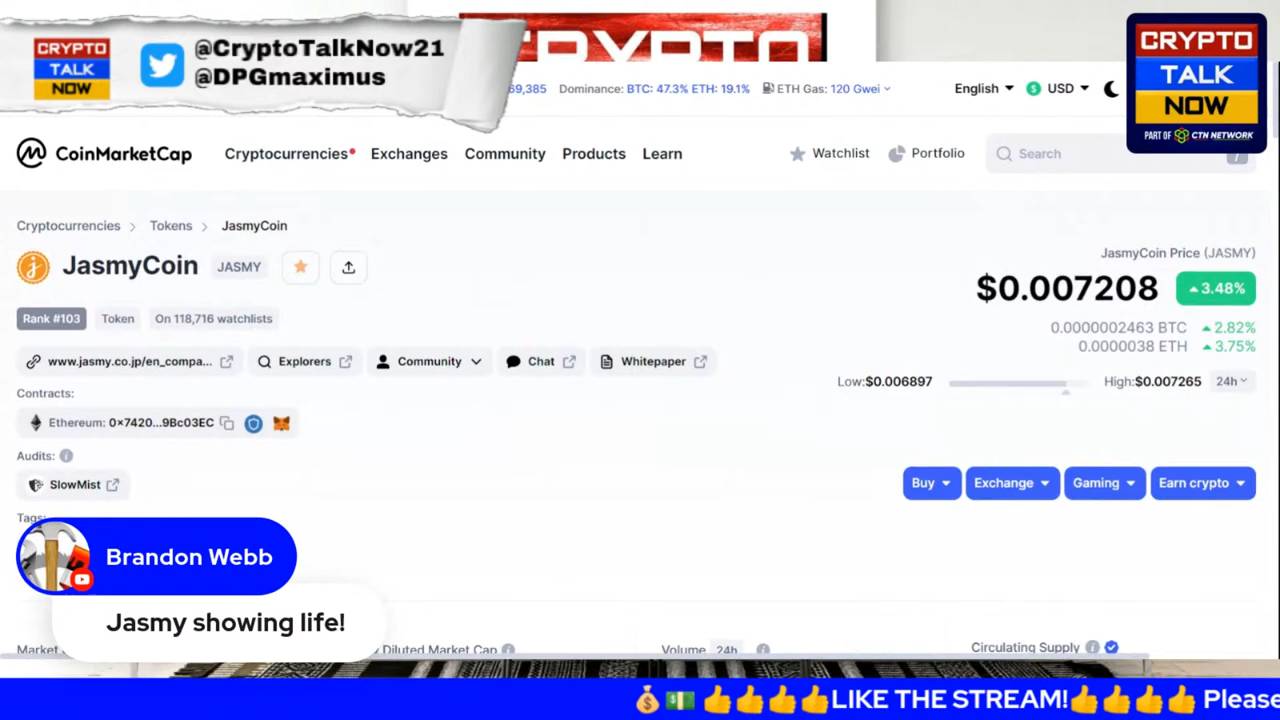 CRYPTO
TALK
NOW
@CryptoTalkNow21
@DPGmaximus
CRYPTO
69,385 Dominance: BTC: 47.3% ETH: 19.1% ETH Gas: 120 Gwei
English USD
CRYPTO
TALK
NOW
PART OF CTN NETWORK
CoinMarketCap Cryptocurrencies Exchanges Community Products Learn Watchlist Portfolio Search /
Cryptocurrencies > Tokens > JasmyCoin
JasmyCoin JASMY
Rank #103 Token On 118,716 watchlists
JasmyCoin Price (JASMY)
$0.007208 3.48%
0.0000002463 BTC 2.82%
0.0000038 ETH 3.75%
www.jasmy.co.jp/en_compa... Explorers Community Chat Whitepaper
Low:$0.006897 High:$0.007265 24h
Contracts:
Ethereum: 0x7420...9Bc03EC
Audits:
SlowMist
Buy Exchange Gaming Earn crypto
Tags:
Brandon Webb
Jasmy showing life!
Market Diluted Market Cap Volume 24h Circulating Supply
💰 💵 👍👍👍👍LIKE THE STREAM!👍👍👍👍 Please